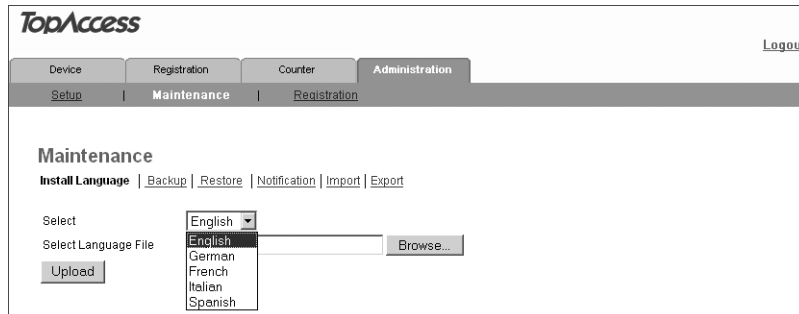 TopAccess
Logou
Device Registration Counter Administration
Setup | Maintenance | Registration
Maintenance
Install Language | Backup | Restore | Notification | Import | Export
Select English
Select Language File Browse...
Upload
English
German
French
Italian
Spanish